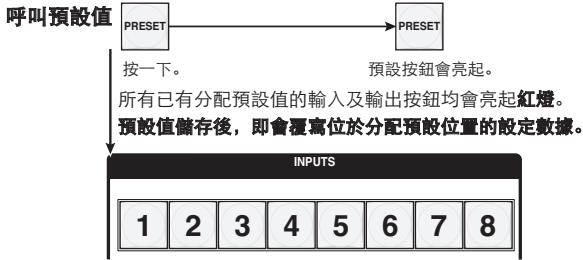 呼叫預設值
PRESET
PRESET
按一下。
預設按鈕會亮起。
所有已有分配預設值的輸入及輸出按鈕均會亮起紅燈。
預設值儲存後，即會覆寫位於分配預設位置的設定數據。
INPUTS
1 2 3 4 5 6 7 8